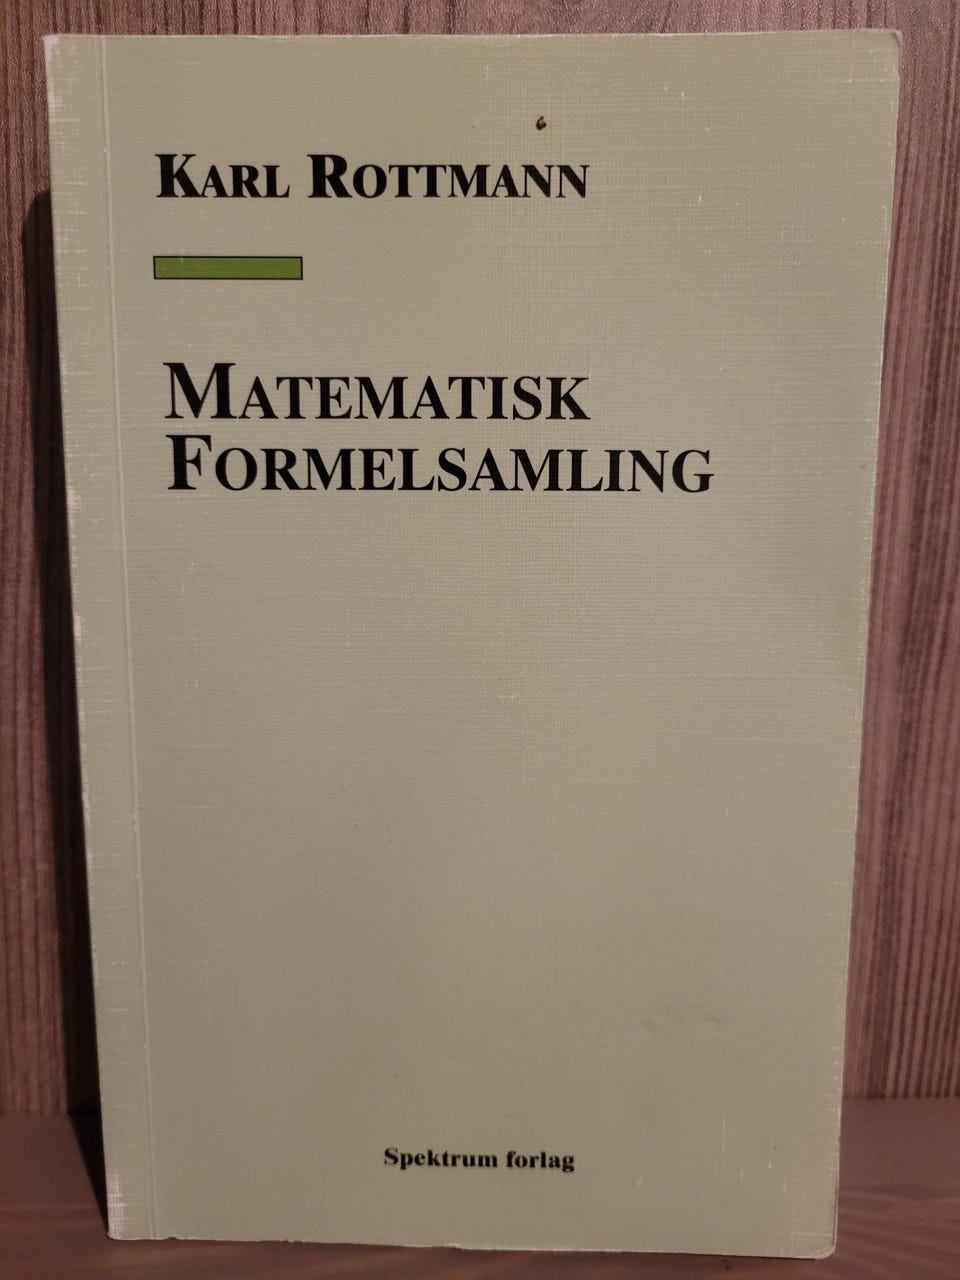 KARL ROTTMANN
MATEMATISK
FORMELSAMLING
Spektrum forlag